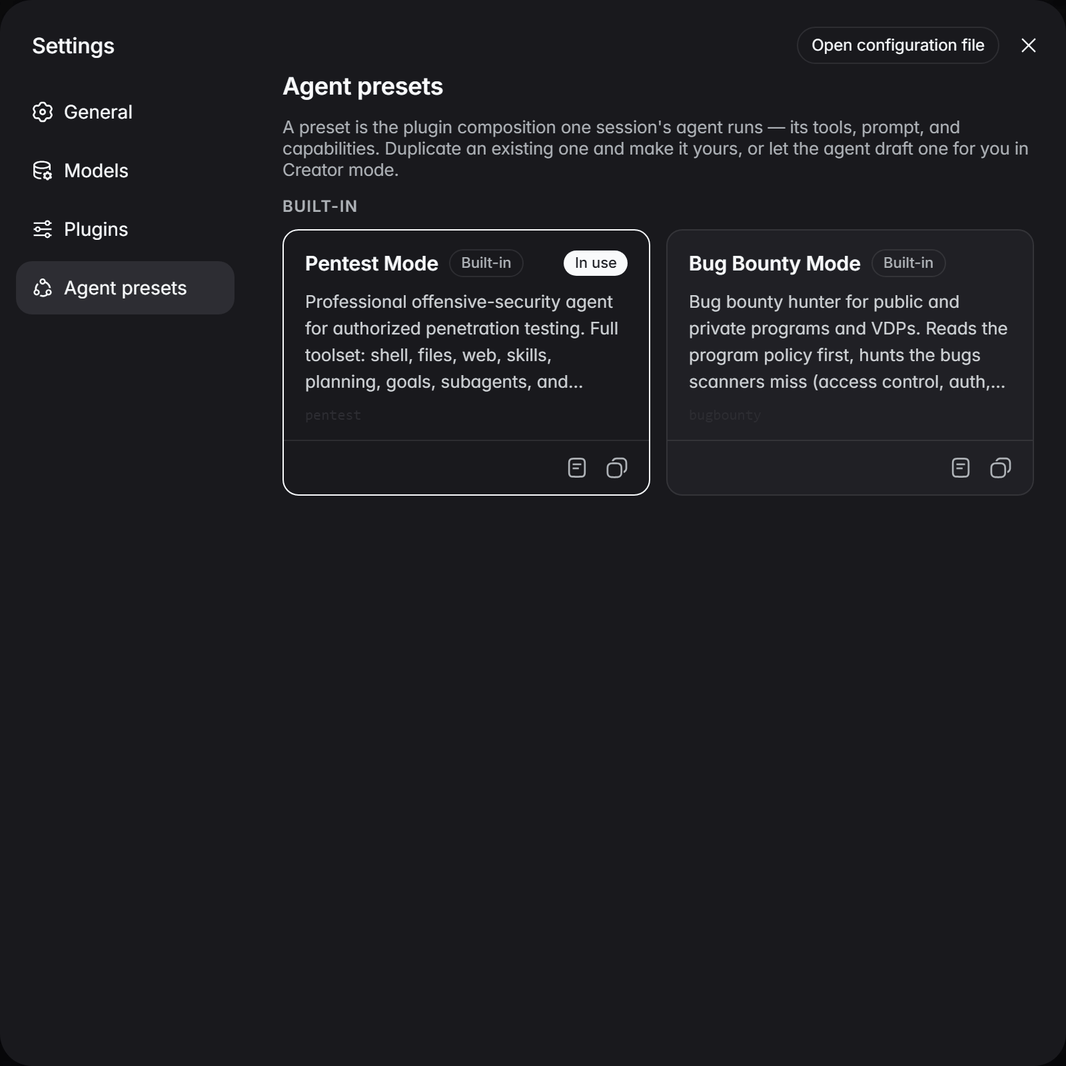 Settings
Open configuration file
General
Models
Plugins
Agent presets
Agent presets
A preset is the plugin composition one session's agent runs — its tools, prompt, and
capabilities. Duplicate an existing one and make it yours, or let the agent draft one for you in
Creator mode.
BUILT-IN
Pentest Mode
Built-in
In use
Professional offensive-security agent
for authorized penetration testing. Full
toolset: shell, files, web, skills,
planning, goals, subagents, and...
pentest
Bug Bounty Mode
Built-in
Bug bounty hunter for public and
private programs and VDPs. Reads the
program policy first, hunts the bugs
scanners miss (access control, auth,...
bugbounty